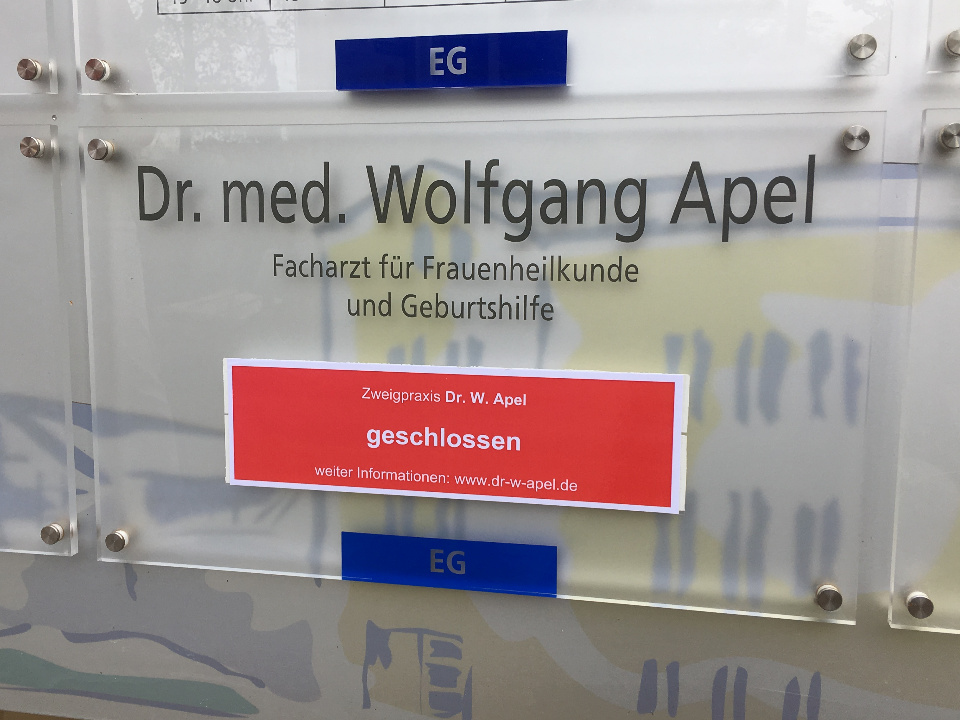 EG
Dr. med. Wolfgang Apel
Facharzt für Frauenheilkunde
und Geburtshilfe
Zweigpraxis Dr. W. Apel
geschlossen
weiter Informationen: www.dr-w-apel.de
EG